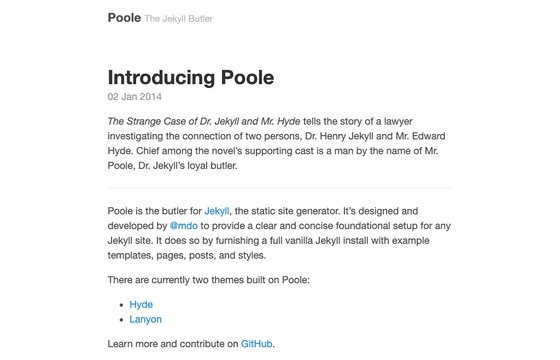 Poole The Jekyll Butler
Introducing Poole
02 Jan 2014
The Strange Case of Dr. Jekyll and Mr. Hyde tells the story of a lawyer
investigating the connection of two persons, Dr. Henry Jekyll and Mr. Edward
Hyde. Chief among the novel’s supporting cast is a man by the name of Mr.
Poole, Dr. Jekyll’s loyal butler.
Poole is the butler for Jekyll, the static site generator. It’s designed and
developed by @mdo to provide a clear and concise foundational setup for any
Jekyll site. It does so by furnishing a full vanilla Jekyll install with example
templates, pages, posts, and styles.
There are currently two themes built on Poole:
• Hyde
• Lanyon
Learn more and contribute on GitHub.